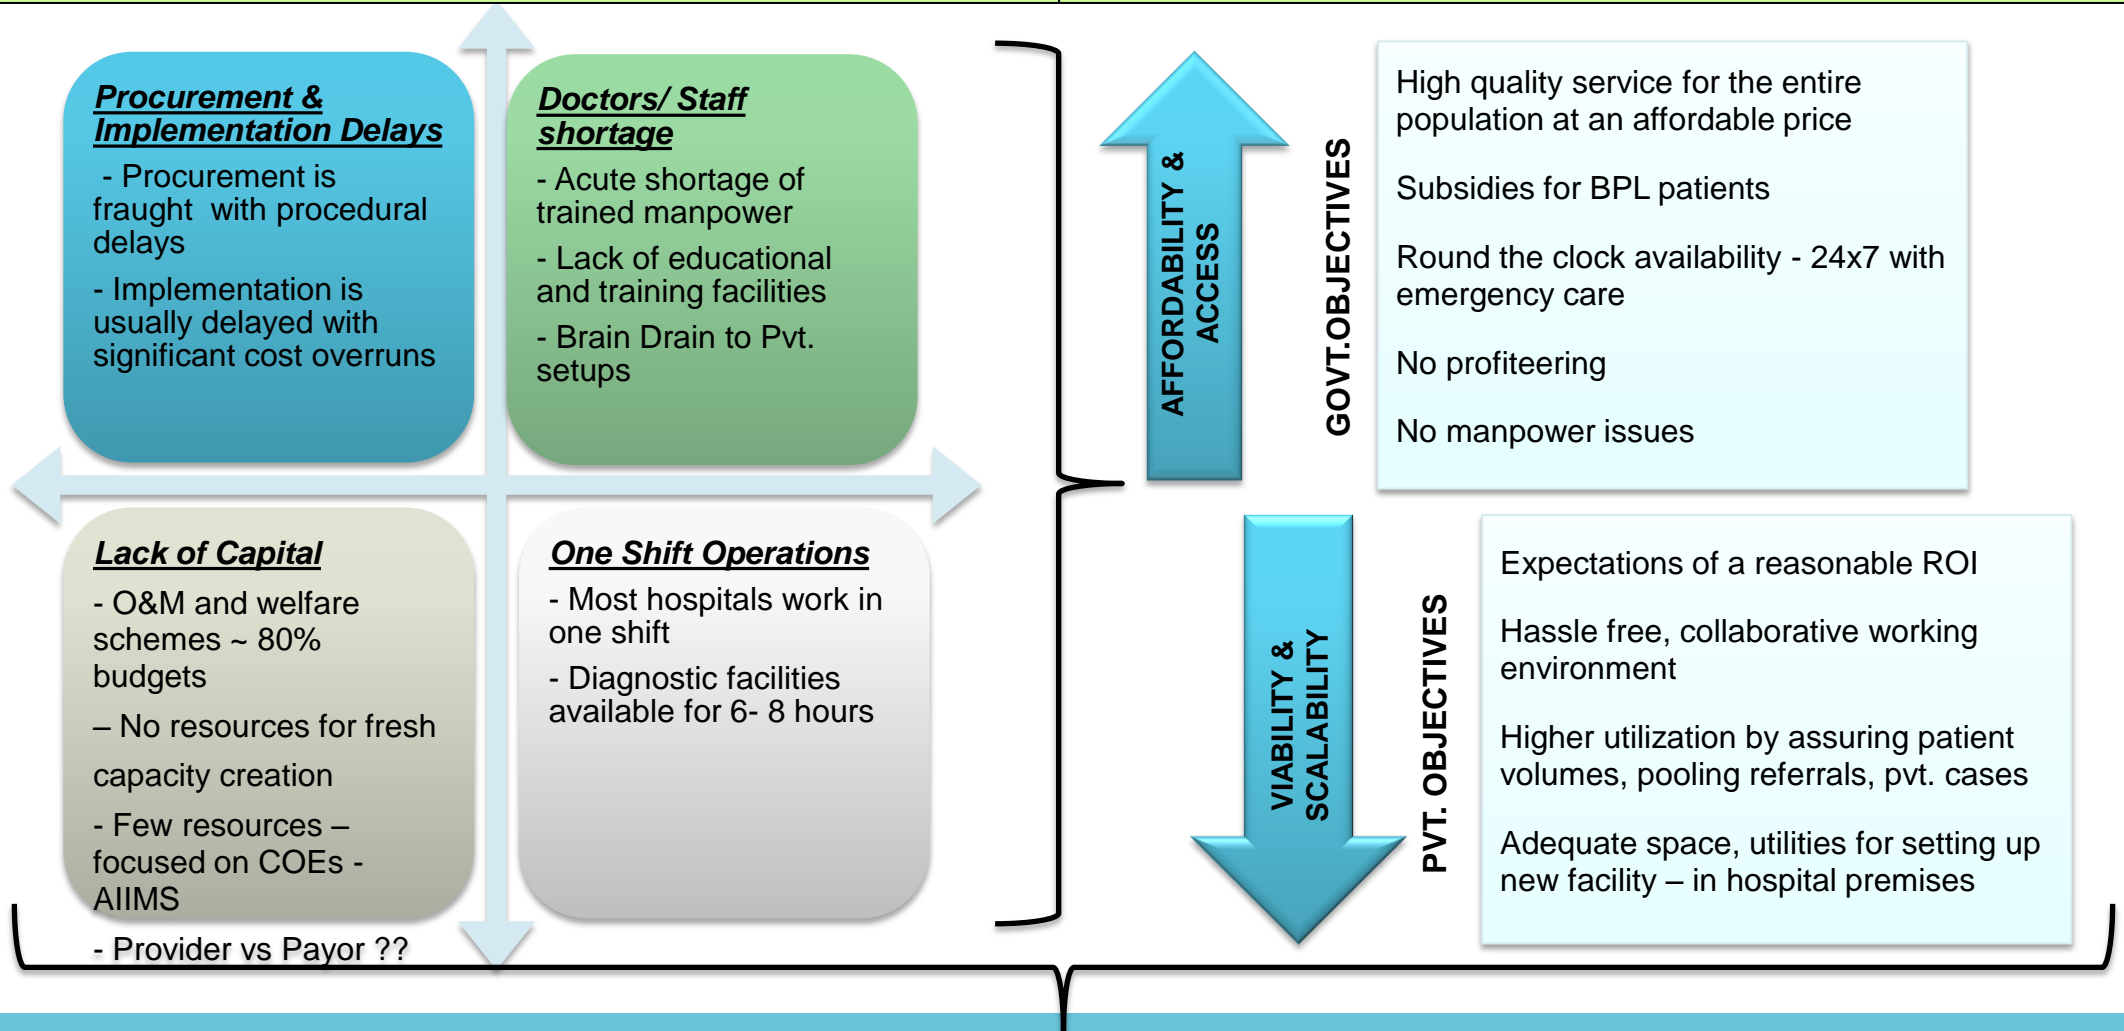 Procurement &
Implementation Delays
- Procurement is
fraught with procedural
delays
- Implementation is
usually delayed with
significant cost overruns
Doctors/ Staff
shortage
- Acute shortage of
trained manpower
- Lack of educational
and training facilities
- Brain Drain to Pvt.
setups
Lack of Capital
- O&M and welfare
schemes ~ 80%
budgets
– No resources for fresh
capacity creation
- Few resources –
focused on COEs -
AIIMS
- Provider vs Payor ??
One Shift Operations
- Most hospitals work in
one shift
- Diagnostic facilities
available for 6- 8 hours
AFFORDABILITY &
ACCESS
GOVT.OBJECTIVES
High quality service for the entire
population at an affordable price
Subsidies for BPL patients
Round the clock availability - 24x7 with
emergency care
No profiteering
No manpower issues
VIABILITY &
SCALABILITY
PVT. OBJECTIVES
Expectations of a reasonable ROI
Hassle free, collaborative working
environment
Higher utilization by assuring patient
volumes, pooling referrals, pvt. cases
Adequate space, utilities for setting up
new facility – in hospital premises